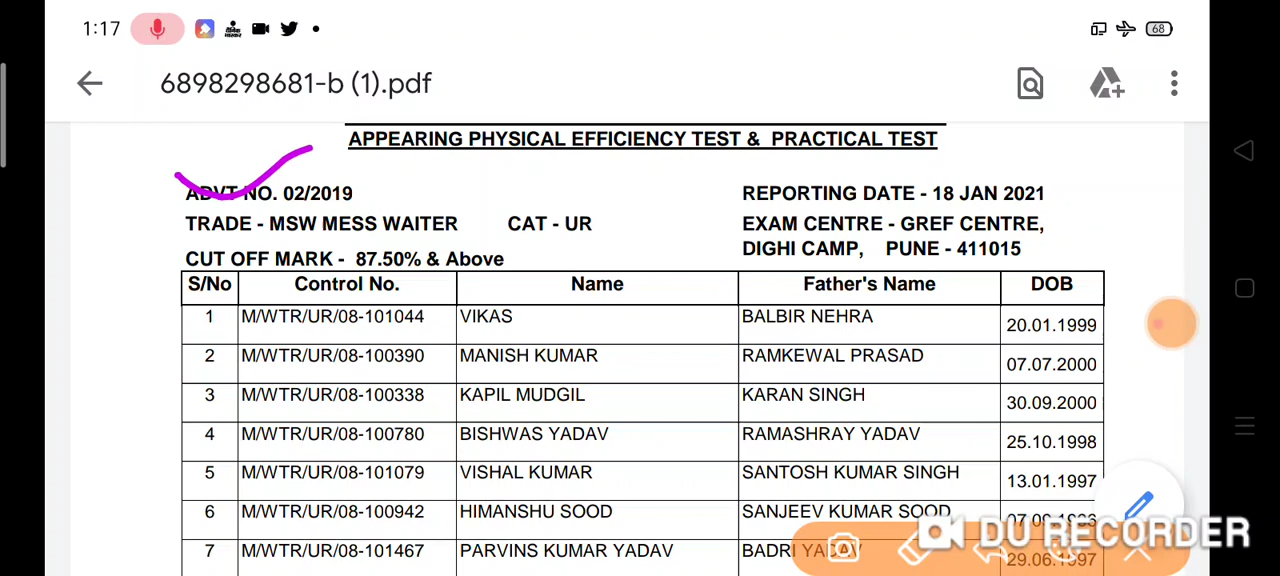 1:17 68
6898298681-b (1).pdf
APPEARING PHYSICAL EFFICIENCY TEST & PRACTICAL TEST
ADVT NO. 02/2019 REPORTING DATE - 18 JAN 2021
TRADE - MSW MESS WAITER CAT - UR EXAM CENTRE - GREF CENTRE,
DIGHI CAMP, PUNE - 411015
CUT OFF MARK - 87.50% & Above
S/No Control No. Name Father's Name DOB
1 M/WTR/UR/08-101044 VIKAS BALBIR NEHRA 20.01.1999
2 M/WTR/UR/08-100390 MANISH KUMAR RAMKEWAL PRASAD 07.07.2000
3 M/WTR/UR/08-100338 KAPIL MUDGIL KARAN SINGH 30.09.2000
4 M/WTR/UR/08-100780 BISHWAS YADAV RAMASHRAY YADAV 25.10.1998
5 M/WTR/UR/08-101079 VISHAL KUMAR SANTOSH KUMAR SINGH 13.01.1997
6 M/WTR/UR/08-100942 HIMANSHU SOOD SANJEEV KUMAR SOOD
DU RECORDER
7 M/WTR/UR/08-101467 PARVINS KUMAR YADAV BADRI YADAV 29.06.1997